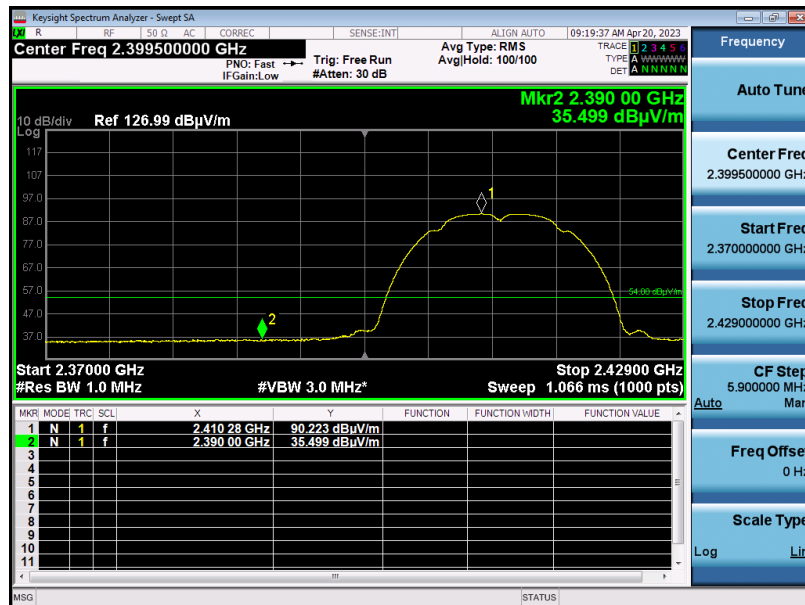 Keysight Spectrum Analyzer - Swept SA
LXI R RF 50 Ω AC CORREC SENSE:INT ALIGN AUTO 09:19:37 AM Apr 20, 2023
Center Freq 2.399500000 GHz
PNO: Fast
IFGain:Low
Trig: Free Run
#Atten: 30 dB
Avg Type: RMS
Avg|Hold: 100/100
TRACE 1 2 3 4 5 6
TYPE A WWWWW
DET A N N N N N
Mkr2 2.390 00 GHz
35.499 dBµV/m
10 dB/div
Log
Ref 126.99 dBµV/m
117
107
97.0
87.0
77.0
67.0
57.0
47.0
37.0
1
2
54.00 dBµV/m
Start 2.37000 GHz Stop 2.42900 GHz
#Res BW 1.0 MHz #VBW 3.0 MHz* Sweep 1.066 ms (1000 pts)
MKR MODE TRC SCL X Y FUNCTION FUNCTION WIDTH FUNCTION VALUE
1 N 1 f 2.410 28 GHz 90.223 dBµV/m
2 N 1 f 2.390 00 GHz 35.499 dBµV/m
3
4
5
6
7
8
9
10
11
MSG STATUS
Frequency
Auto Tune
Center Freq
2.399500000 GHz
Start Freq
2.370000000 GHz
Stop Freq
2.429000000 GHz
CF Step
5.900000 MHz
Auto Man
Freq Offset
0 Hz
Scale Type
Log Lin